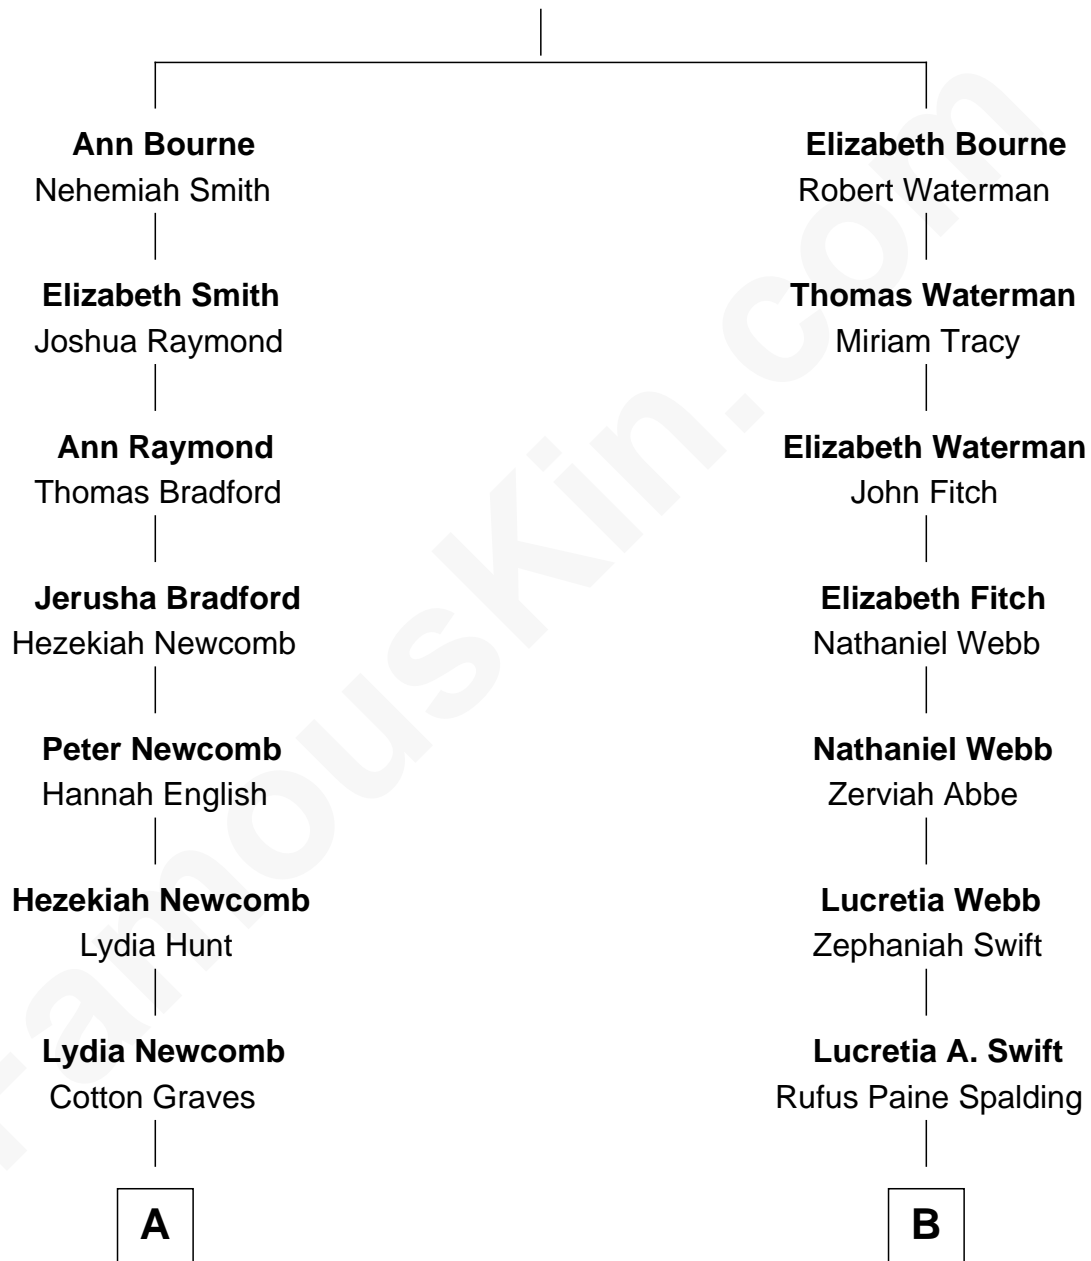 Ann Bourne
Nehemiah Smith
Elizabeth Smith
Joshua Raymond
Ann Raymond
Thomas Bradford
Jerusha Bradford
Hezekiah Newcomb
Peter Newcomb
Hannah English
Hezekiah Newcomb
Lydia Hunt
Lydia Newcomb
Cotton Graves
A
Elizabeth Bourne
Robert Waterman
Thomas Waterman
Miriam Tracy
Elizabeth Waterman
John Fitch
Elizabeth Fitch
Nathaniel Webb
Nathaniel Webb
Zerviah Abbe
Lucretia Webb
Zephaniah Swift
Lucretia A. Swift
Rufus Paine Spalding
B
FamousKin.com